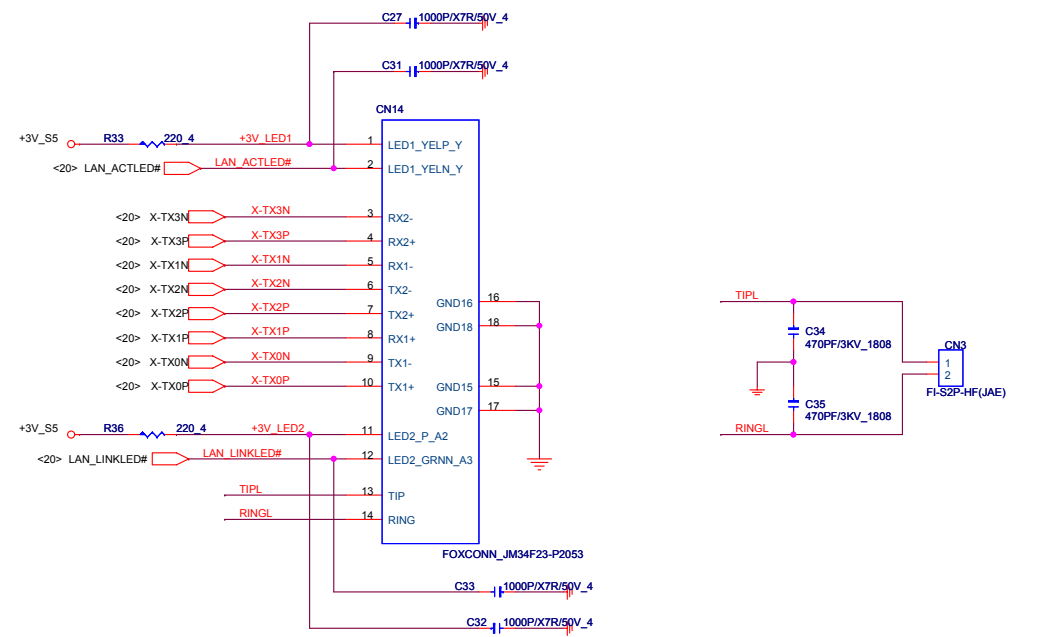 C27 1000P/X7R/50V_4
C31 1000P/X7R/50V_4
CN14
+3V_S5 R33 220_4 +3V_LED1 1 LED1_YELP_Y
<20> LAN_ACTLED# LAN_ACTLED# 2 LED1_YELN_Y
<20> X-TX3N X-TX3N 3 RX2-
<20> X-TX3P X-TX3P 4 RX2+
<20> X-TX1N X-TX1N 5 RX1-
<20> X-TX2N X-TX2N 6 TX2-
<20> X-TX2P X-TX2P 7 TX2+
<20> X-TX1P X-TX1P 8 RX1+
<20> X-TX0N X-TX0N 9 TX1-
<20> X-TX0P X-TX0P 10 TX1+
GND16 16
GND18 18
GND15 15
GND17 17
+3V_S5 R36 220_4 +3V_LED2 11 LED2_P_A2
<20> LAN_LINKLED# LAN_LINKLED# 12 LED2_GRNN_A3
TIPL 13 TIP
RINGL 14 RING
FOXCONN_JM34F23-P2053
C33 1000P/X7R/50V_4
C32 1000P/X7R/50V_4
TIPL
C34
470PF/3KV_1808
CN3
1
2
FI-S2P-HF(JAE)
C35
470PF/3KV_1808
RINGL